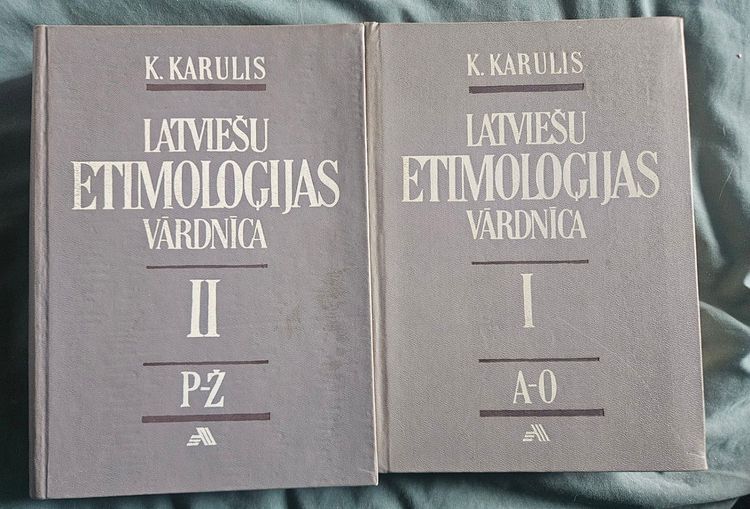 K. KARULIS
LATVIEŠU
ETIMOLOĢIJAS
VĀRDNĪCA
II
P-Ž
K. KARULIS
LATVIEŠU
ETIMOLOĢIJAS
VĀRDNĪCA
I
A-O